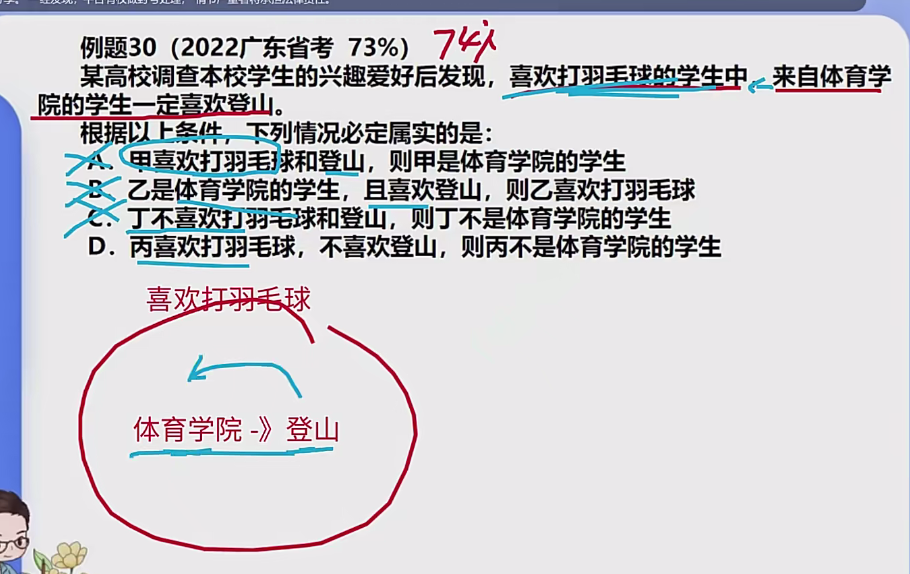 例题30（2022广东省考 73%） 74人
某高校调查本校学生的兴趣爱好后发现，喜欢打羽毛球的学生中，来自体育学
院的学生一定喜欢登山。
根据以上条件，下列情况必定属实的是：
A．甲喜欢打羽毛球和登山，则甲是体育学院的学生
B．乙是体育学院的学生，且喜欢登山，则乙喜欢打羽毛球
C．丁不喜欢打羽毛球和登山，则丁不是体育学院的学生
D．丙喜欢打羽毛球，不喜欢登山，则丙不是体育学院的学生
喜欢打羽毛球
体育学院 -》登山